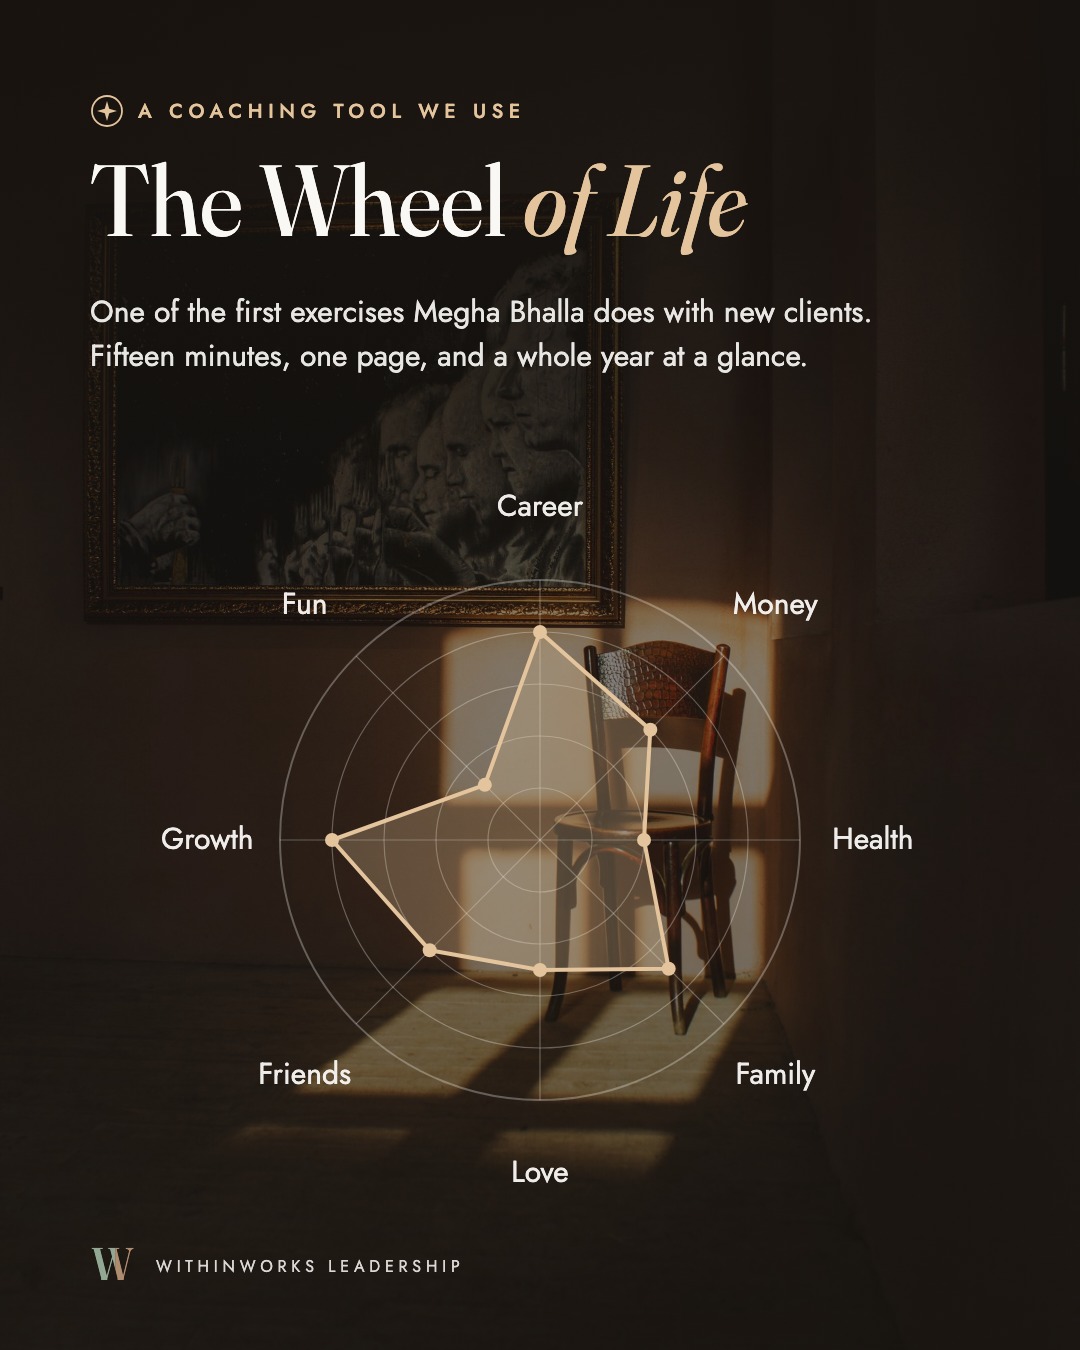 A COACHING TOOL WE USE
The Wheel of Life
One of the first exercises Megha Bhalla does with new clients.
Fifteen minutes, one page, and a whole year at a glance.
Career
Fun
Money
Growth
Health
Friends
Family
Love
W WITHINWORKS LEADERSHIP